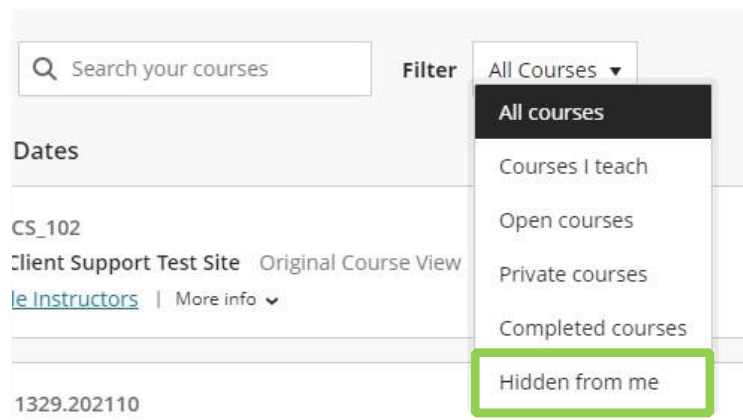 Search your courses
Filter All Courses
All courses
Dates
Courses I teach
CS_102
Open courses
Client Support Test Site Original Course View
Private courses
le Instructors | More info
Completed courses
Hidden from me
1329.202110